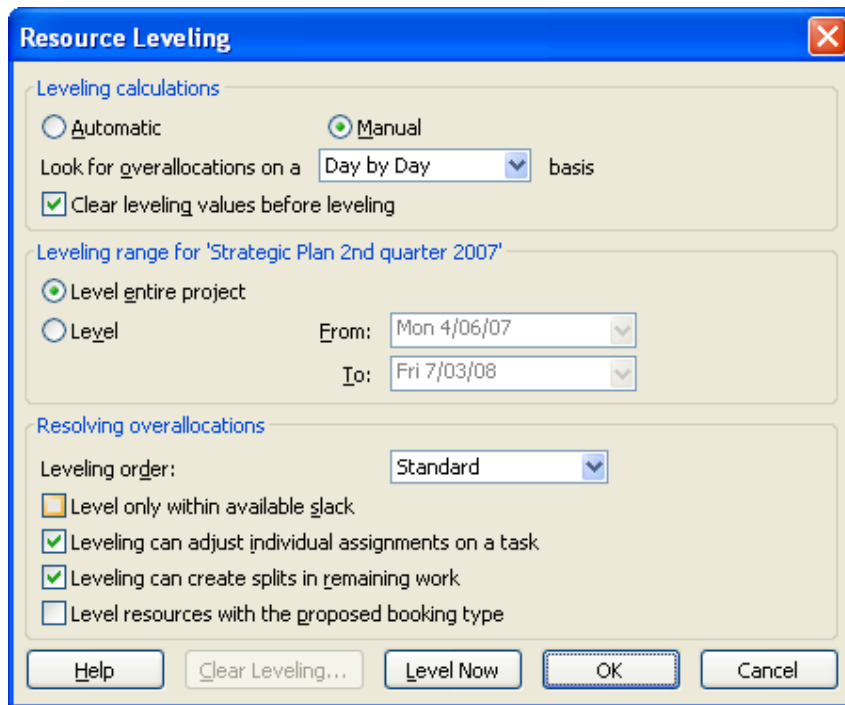 Resource Leveling
Leveling calculations
Automatic Manual
Look for overallocations on a Day by Day basis
Clear leveling values before leveling
Leveling range for 'Strategic Plan 2nd quarter 2007'
Level entire project
Level From: Mon 4/06/07
To: Fri 7/03/08
Resolving overallocations
Leveling order: Standard
Level only within available slack
Leveling can adjust individual assignments on a task
Leveling can create splits in remaining work
Level resources with the proposed booking type
Help Clear Leveling... Level Now OK Cancel